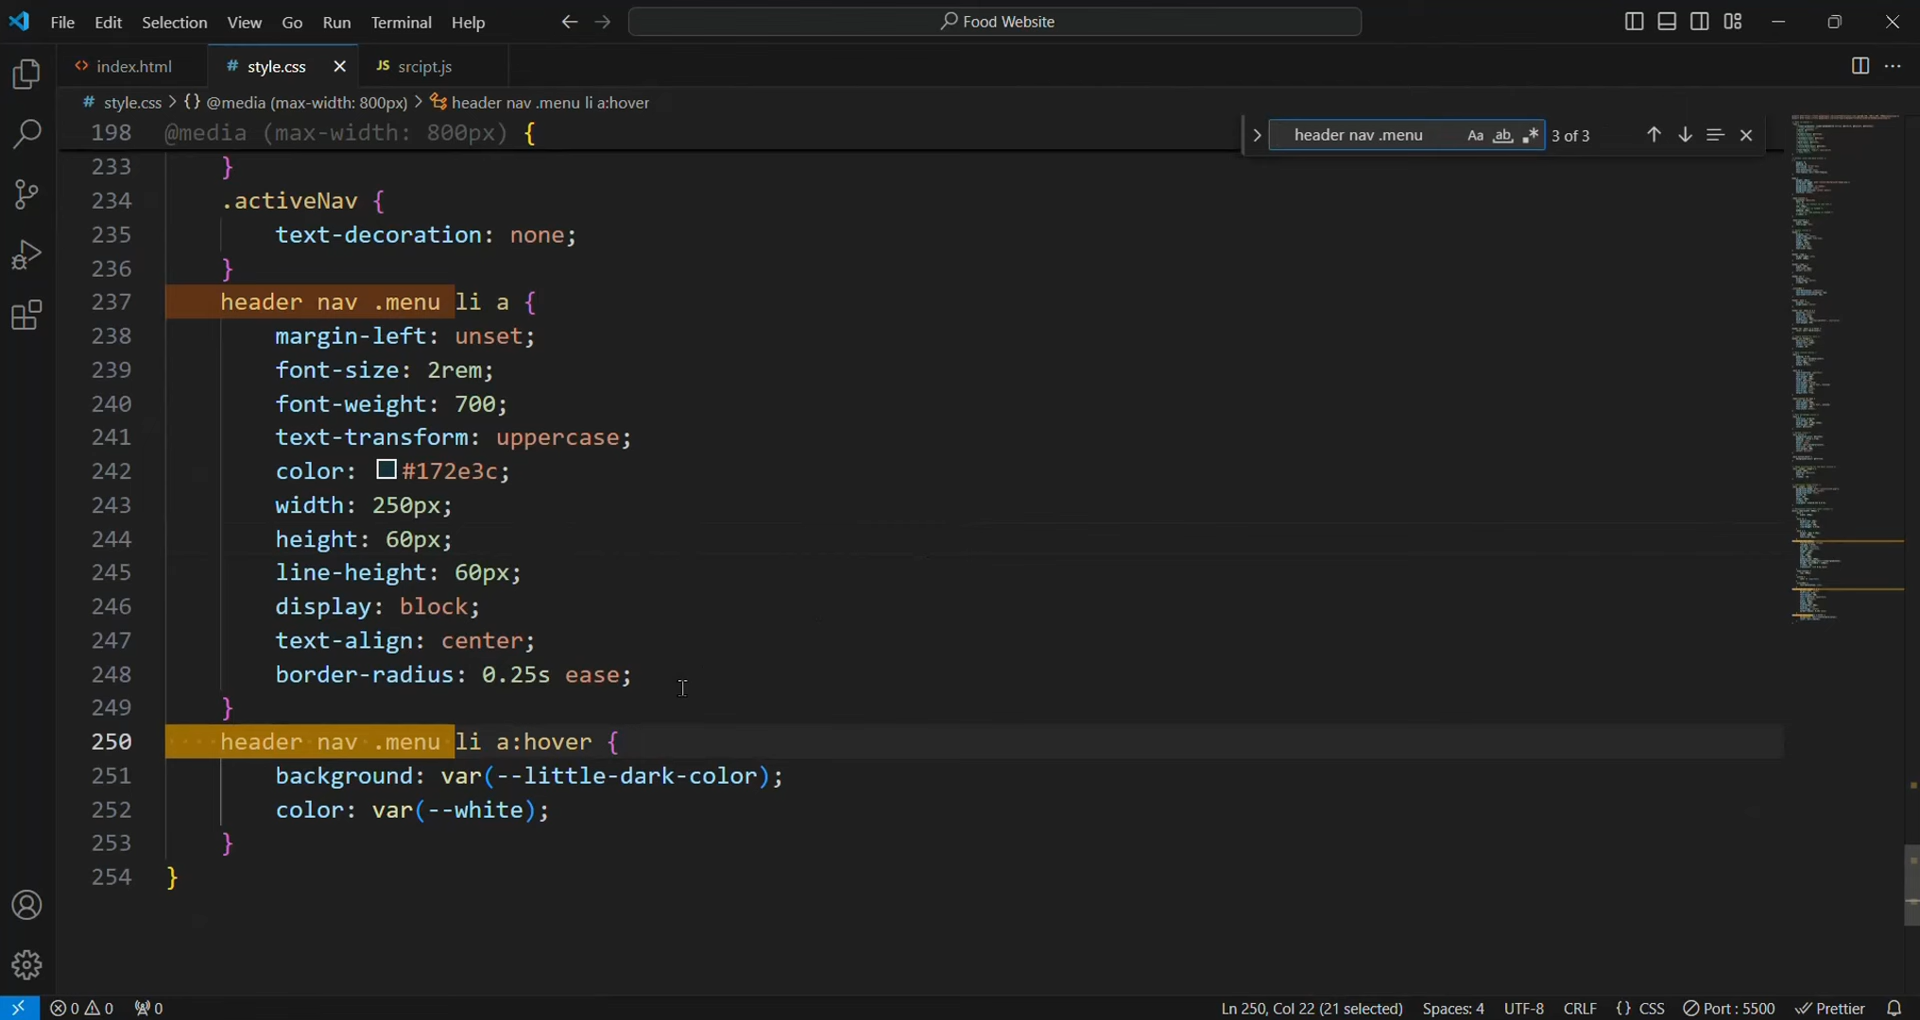 File Edit Selection View Go Run Terminal Help
Food Website
index.html
# style.css
JS srcipt.js
# style.css > {} @media (max-width: 800px) > header nav .menu li a:hover
198 @media (max-width: 800px) {
header nav .menu Aa ab 3 of 3
233 }
234 .activeNav {
235 text-decoration: none;
236 }
237 header nav .menu li a {
238 margin-left: unset;
239 font-size: 2rem;
240 font-weight: 700;
241 text-transform: uppercase;
242 color: #172e3c;
243 width: 250px;
244 height: 60px;
245 line-height: 60px;
246 display: block;
247 text-align: center;
248 border-radius: 0.25s ease;
249 }
250 header nav .menu li a:hover {
251 background: var(--little-dark-color);
252 color: var(--white);
253 }
254 }
0 0 0 Ln 250, Col 22 (21 selected) Spaces: 4 UTF-8 CRLF {} CSS Port : 5500 Prettier